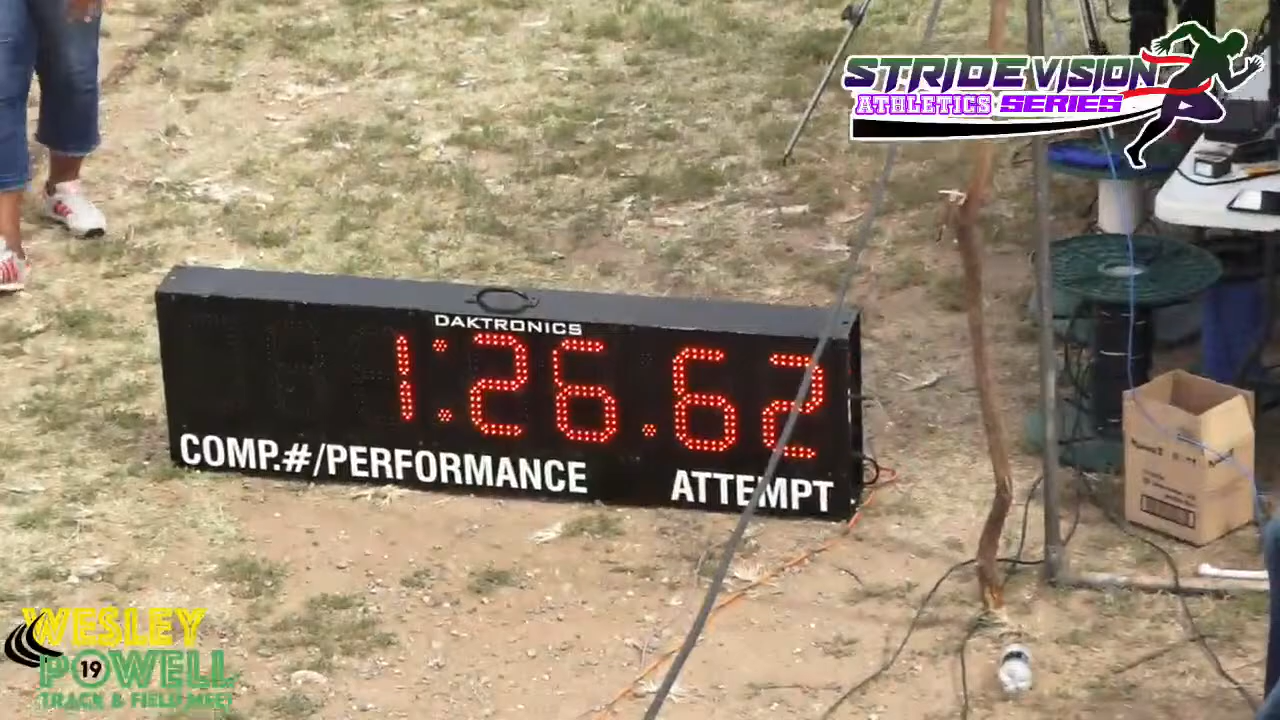 STRIDEVISION
ATHLETICS SERIES
DAKTRONICS
1:26.62
COMP.#/PERFORMANCE ATTEMPT
WESLEY
POWELL
19
TRACK & FIELD MEET